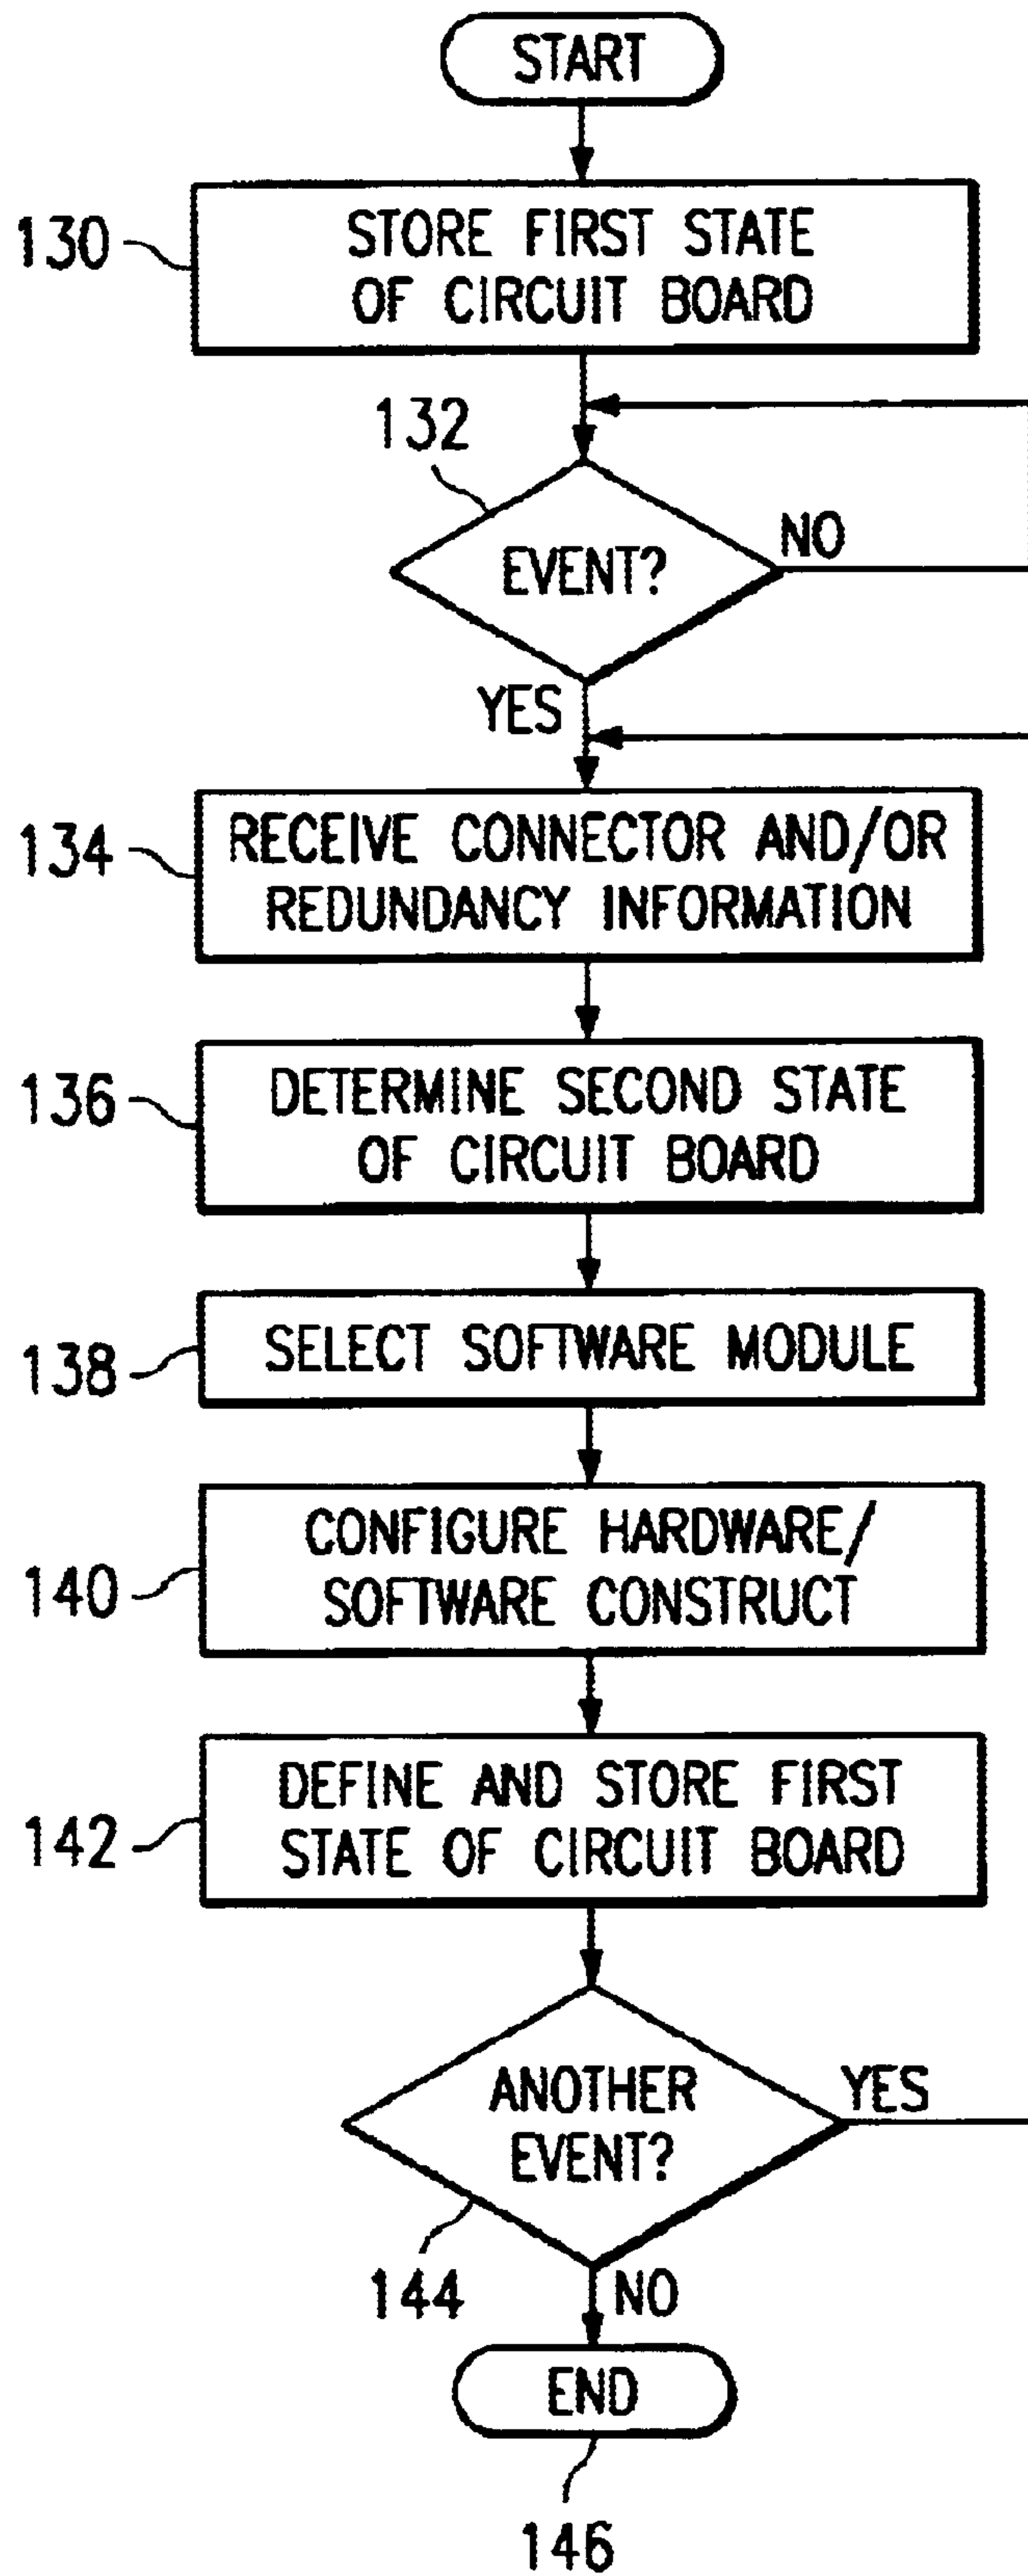 START
130
STORE FIRST STATE
OF CIRCUIT BOARD
132
EVENT?
NO
YES
134
RECEIVE CONNECTOR AND/OR
REDUNDANCY INFORMATION
136
DETERMINE SECOND STATE
OF CIRCUIT BOARD
138
SELECT SOFTWARE MODULE
140
CONFIGURE HARDWARE/
SOFTWARE CONSTRUCT
142
DEFINE AND STORE FIRST
STATE OF CIRCUIT BOARD
ANOTHER
EVENT?
YES
144
NO
END
146